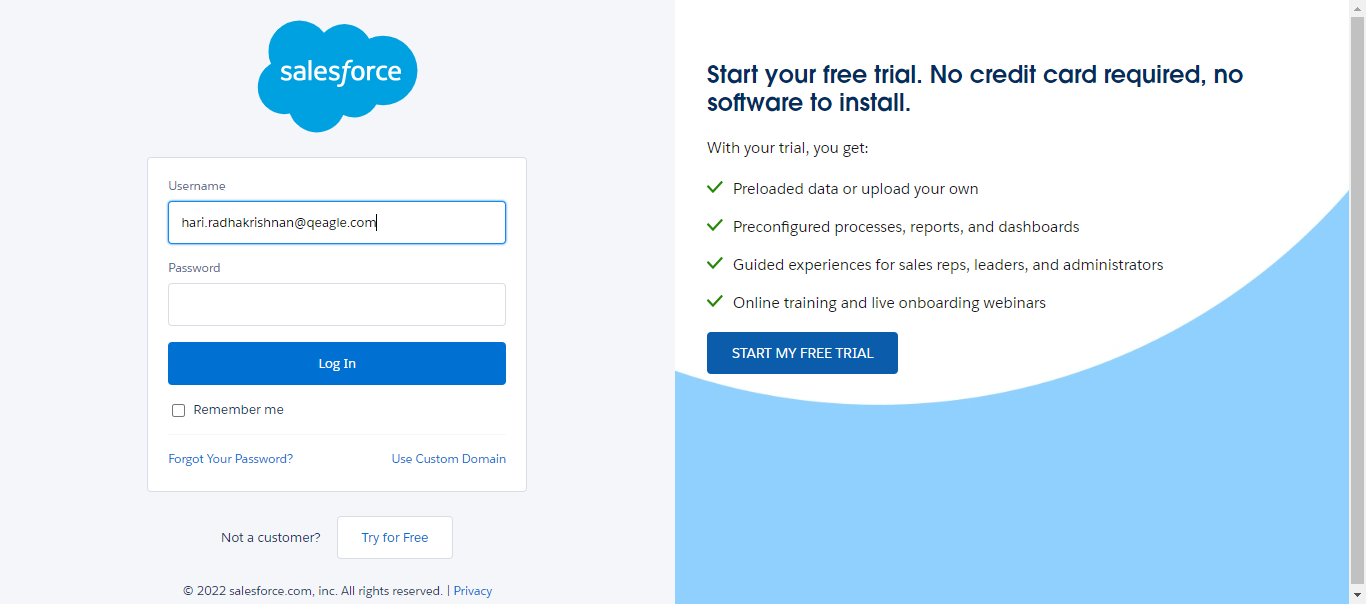 salesforce
Username
hari.radhakrishnan@qeagle.com
Password
Log In
Remember me
Forgot Your Password?
Use Custom Domain
Not a customer?
Try for Free
© 2022 salesforce.com, inc. All rights reserved. | Privacy
Start your free trial. No credit card required, no
software to install.
With your trial, you get:
Preloaded data or upload your own
Preconfigured processes, reports, and dashboards
Guided experiences for sales reps, leaders, and administrators
Online training and live onboarding webinars
START MY FREE TRIAL